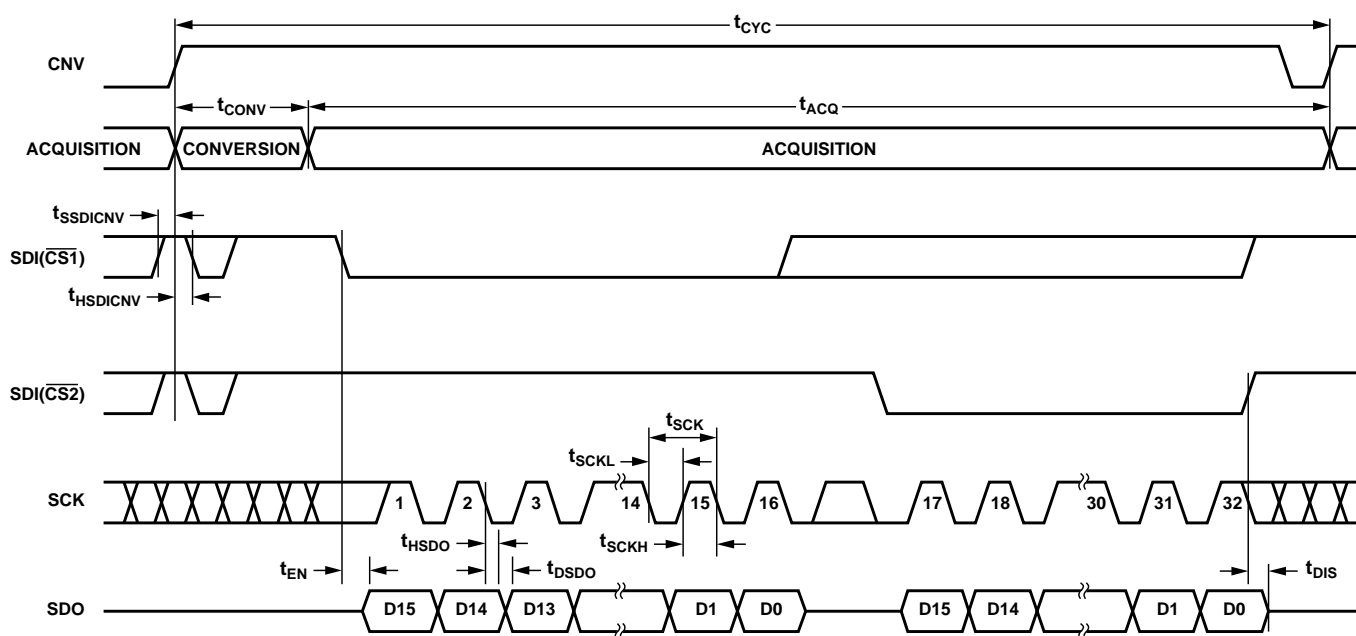 tCYC
CNV
tCONV
tACQ
ACQUISITION CONVERSION ACQUISITION
tSSDICNV
SDI(C̅S̅1̅)
tHSDICNV
SDI(C̅S̅2̅)
tSCK
tSCKL
SCK 1 2 3 14 15 16 17 18 30 31 32
tHSDO tSCKH
tEN tDSDO tDIS
SDO D15 D14 D13 D1 D0 D15 D14 D1 D0